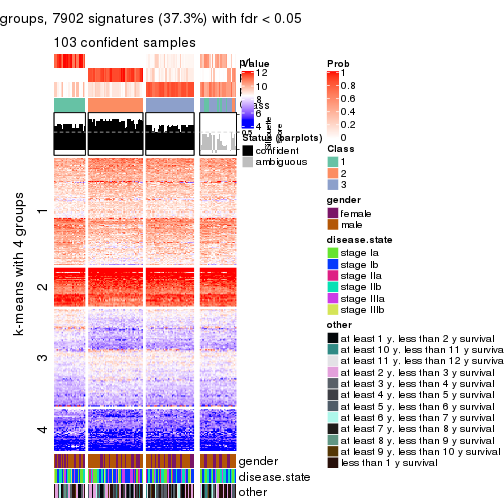 groups, 7902 signatures (37.3%) with fdr < 0.05
103 confident samples
Value
12
10
8
6
4
Class
Silhouette
score
0.5
Status (barplots)
confident
ambiguous
k-means with 4 groups
1
2
3
4
gender
disease.state
other
Prob
1
0.8
0.6
0.4
0.2
0
Class
1
2
3
gender
female
male
disease.state
stage Ia
stage Ib
stage IIa
stage IIb
stage IIIa
stage IIIb
other
at least 1 y. less than 2 y survival
at least 10 y. less than 11 y surviva
at least 11 y. less than 12 y surviva
at least 2 y. less than 3 y survival
at least 3 y. less than 4 y survival
at least 4 y. less than 5 y survival
at least 5 y. less than 6 y survival
at least 6 y. less than 7 y survival
at least 7 y. less than 8 y survival
at least 8 y. less than 9 y survival
at least 9 y. less than 10 y survival
less than 1 y survival